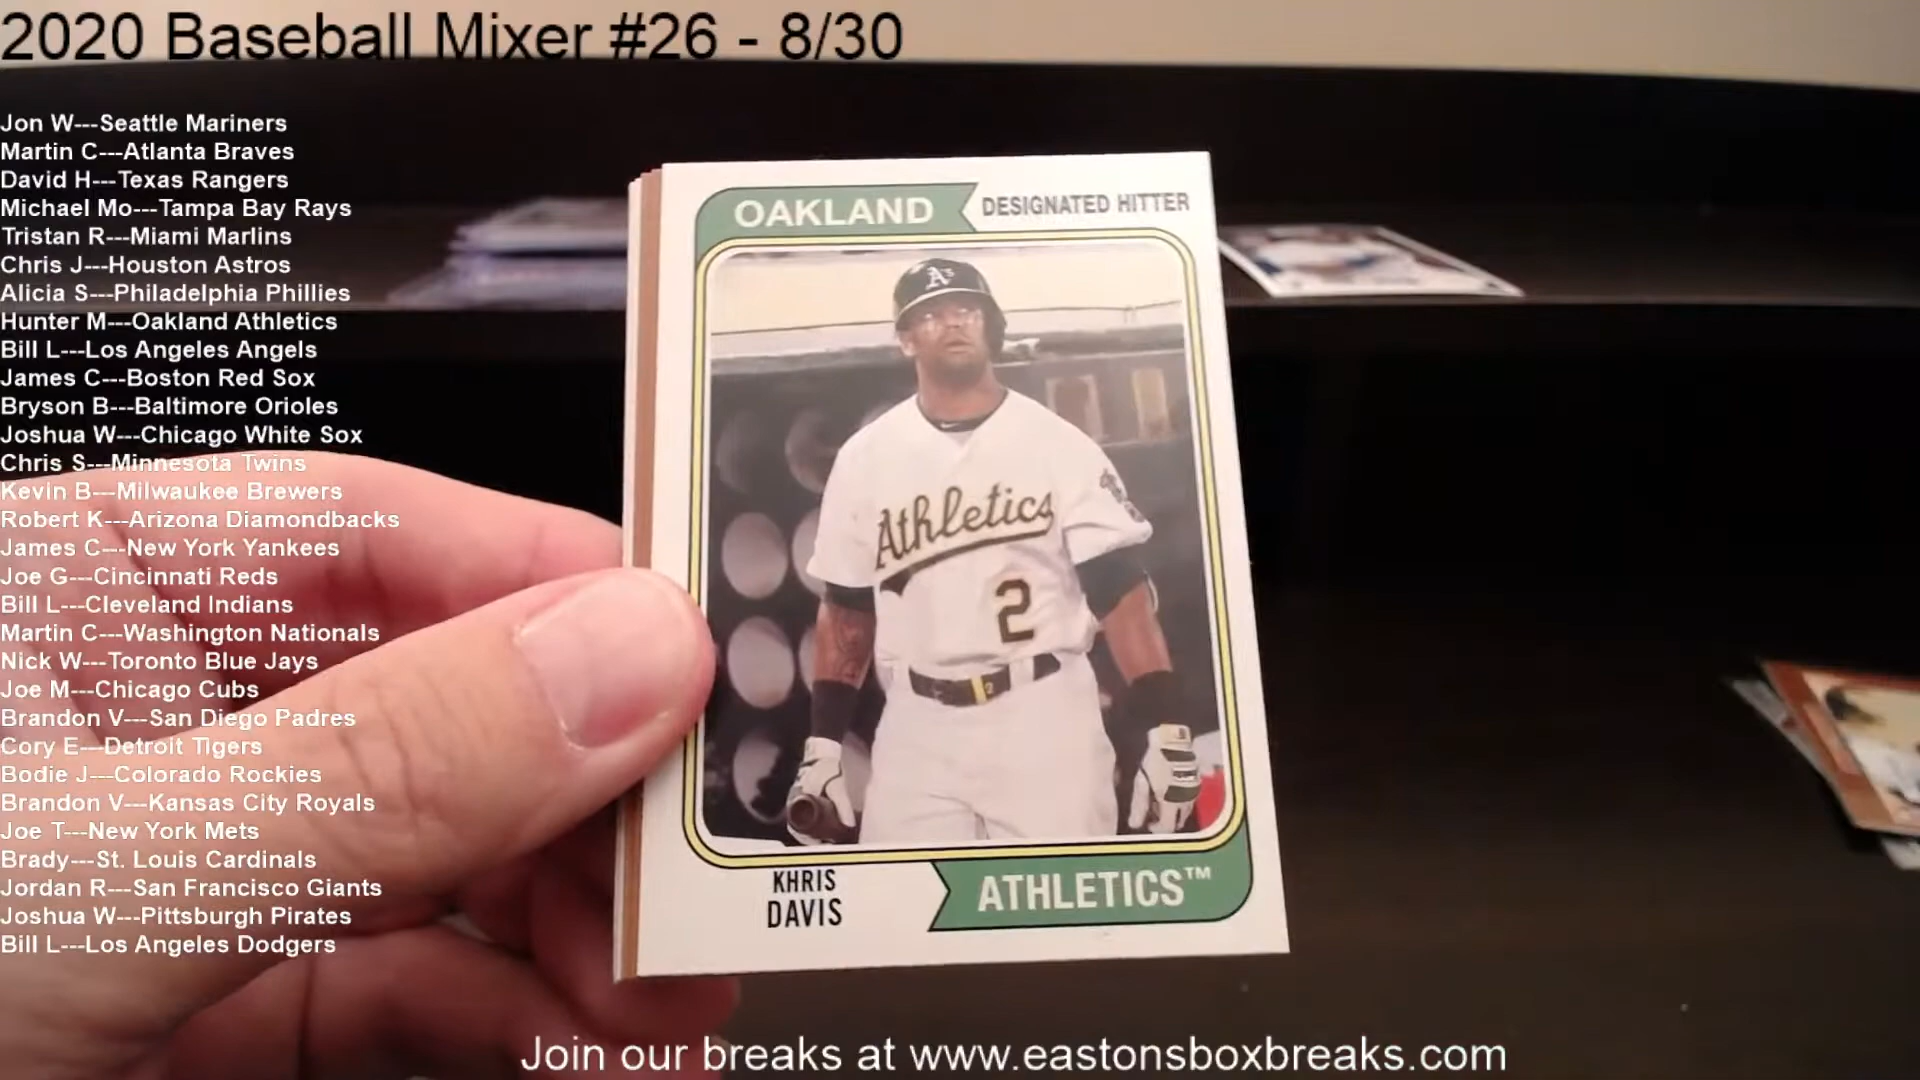 2020 Baseball Mixer #26 - 8/30
Jon W---Seattle Mariners
Martin C---Atlanta Braves
David H---Texas Rangers
Michael Mo---Tampa Bay Rays
Tristan R---Miami Marlins
Chris J---Houston Astros
Alicia S---Philadelphia Phillies
Hunter M---Oakland Athletics
Bill L---Los Angeles Angels
James C---Boston Red Sox
Bryson B---Baltimore Orioles
Joshua W---Chicago White Sox
Chris S---Minnesota Twins
Kevin B---Milwaukee Brewers
Robert K---Arizona Diamondbacks
James C---New York Yankees
Joe G---Cincinnati Reds
Bill L---Cleveland Indians
Martin C---Washington Nationals
Nick W---Toronto Blue Jays
Joe M---Chicago Cubs
Brandon V---San Diego Padres
Cory E---Detroit Tigers
Bodie J---Colorado Rockies
Brandon V---Kansas City Royals
Joe T---New York Mets
Brady---St. Louis Cardinals
Jordan R---San Francisco Giants
Joshua W---Pittsburgh Pirates
Bill L---Los Angeles Dodgers
OAKLAND
DESIGNATED HITTER
A's
Athletics
2
KHRIS
DAVIS
ATHLETICS™
Join our breaks at www.eastonsboxbreaks.com